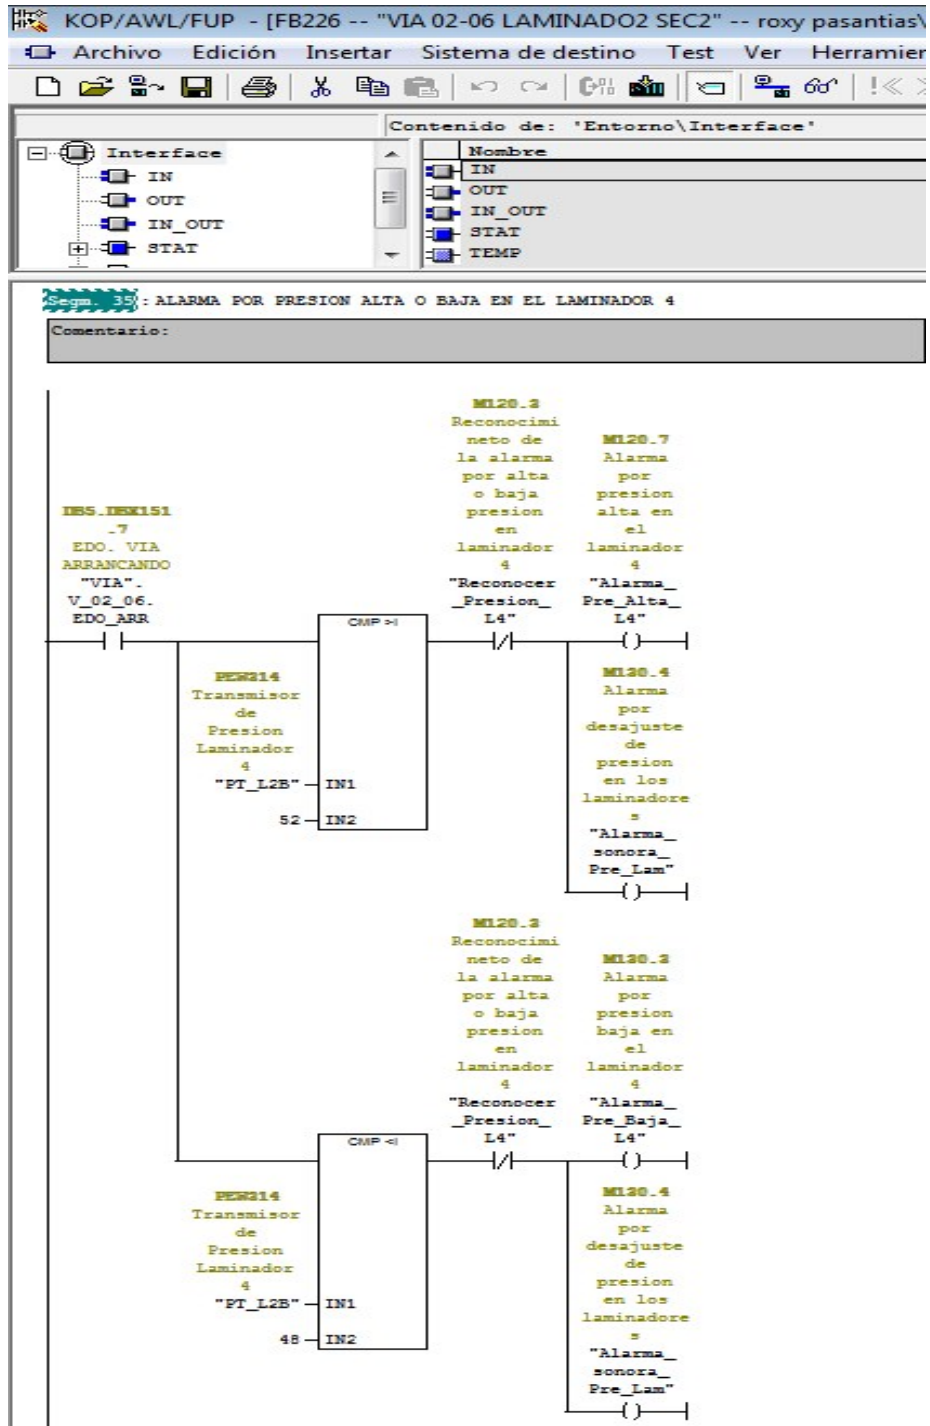 KOP/AWL/FUP - [FB226 -- "VIA 02-06 LAMINADO2 SEC2" -- roxy pasantias\
Archivo Edición Insertar Sistema de destino Test Ver Herramier
Contenido de: 'Entorno\Interface'
Interface
IN
OUT
IN_OUT
STAT
Nombre
IN
OUT
IN_OUT
STAT
TEMP
Segm. 35: ALARMA POR PRESION ALTA O BAJA EN EL LAMINADOR 4
Comentario:
DB5.DBX151
.7
EDO. VIA
ARRANCANDO
"VIA".
V_02_06.
EDO_ARR
CMP >I
PEW314
Transmisor
de
Presion
Laminador
4
"PT_L2B"
IN1
52
IN2
M120.3
Reconocimi
neto de
la alarma
por alta
o baja
presion
en
laminador
4
"Reconocer
_Presion_
L4"
M120.7
Alarma
por
presion
alta en
el
laminador
4
"Alarma_
Pre_Alta_
L4"
M130.4
Alarma
por
desajuste
de
presion
en los
laminadore
s
"Alarma_
sonora_
Pre_Lam"
CMP <I
PEW314
Transmisor
de
Presion
Laminador
4
"PT_L2B"
IN1
48
IN2
M120.3
Reconocimi
neto de
la alarma
por alta
o baja
presion
en
laminador
4
"Reconocer
_Presion_
L4"
M130.3
Alarma
por
presion
baja en
el
laminador
4
"Alarma_
Pre_Baja_
L4"
M130.4
Alarma
por
desajuste
de
presion
en los
laminadore
s
"Alarma_
sonora_
Pre_Lam"